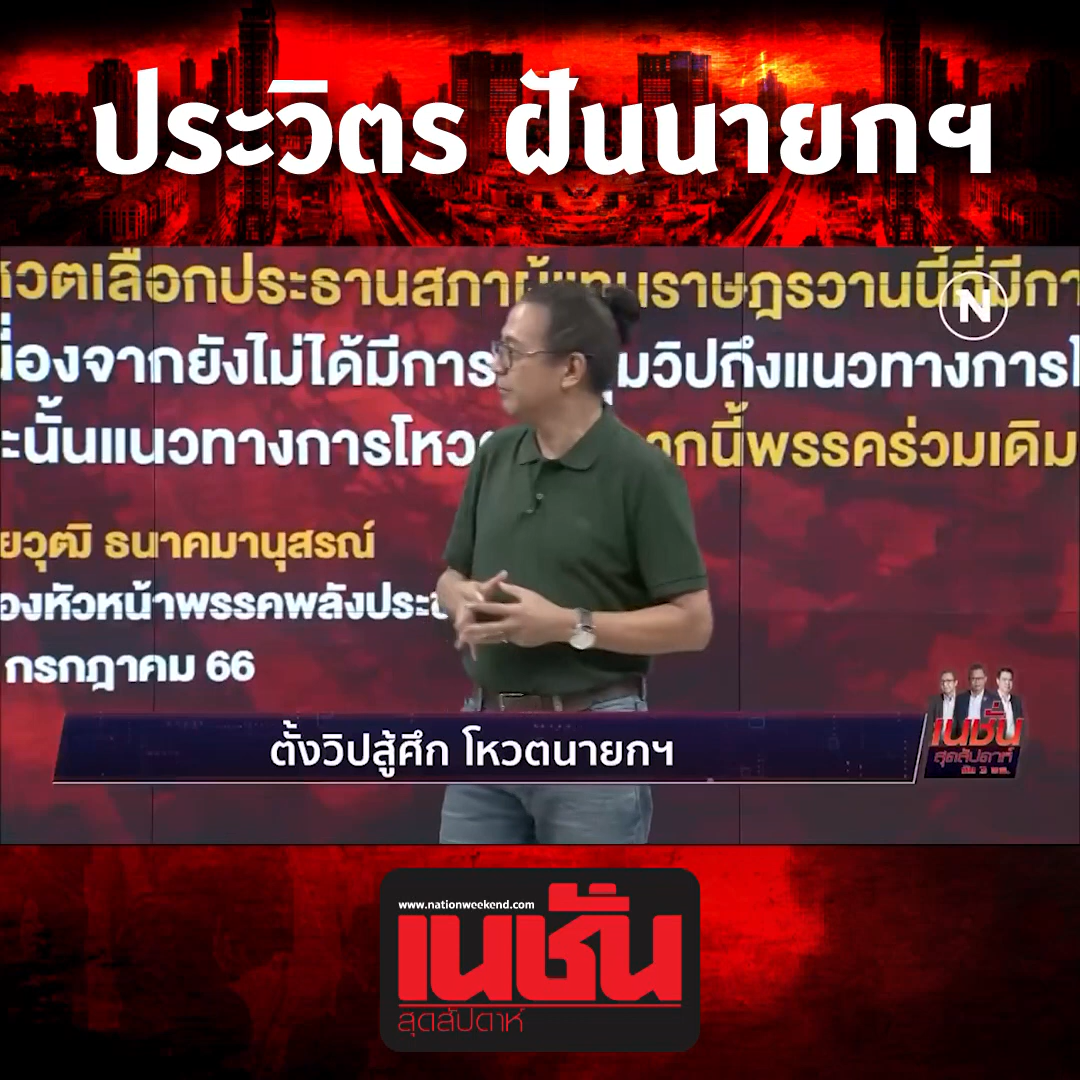 ประวิตร ฝันนายกฯ
หวตเลือกประธานสภาผู้แทนราษฎรวานนี้ที่มีกา
นื่องจากยังไม่ได้มีการ มวิปถึงแนวทางการโ
ะนั้นแนวทางการโหว ากนี้พรรคร่วมเดิม
N
ยวุฒิ ธนาคมานุสรณ์
องหัวหน้าพรรคพลังประ
กรกฎาคม 66
ตั้งวิปสู้ศึก โหวตนายกฯ
เนชั่น
สุดสัปดาห์
กับ 3 บก.
www.nationweekend.com
เนชั่น
สุดสัปดาห์